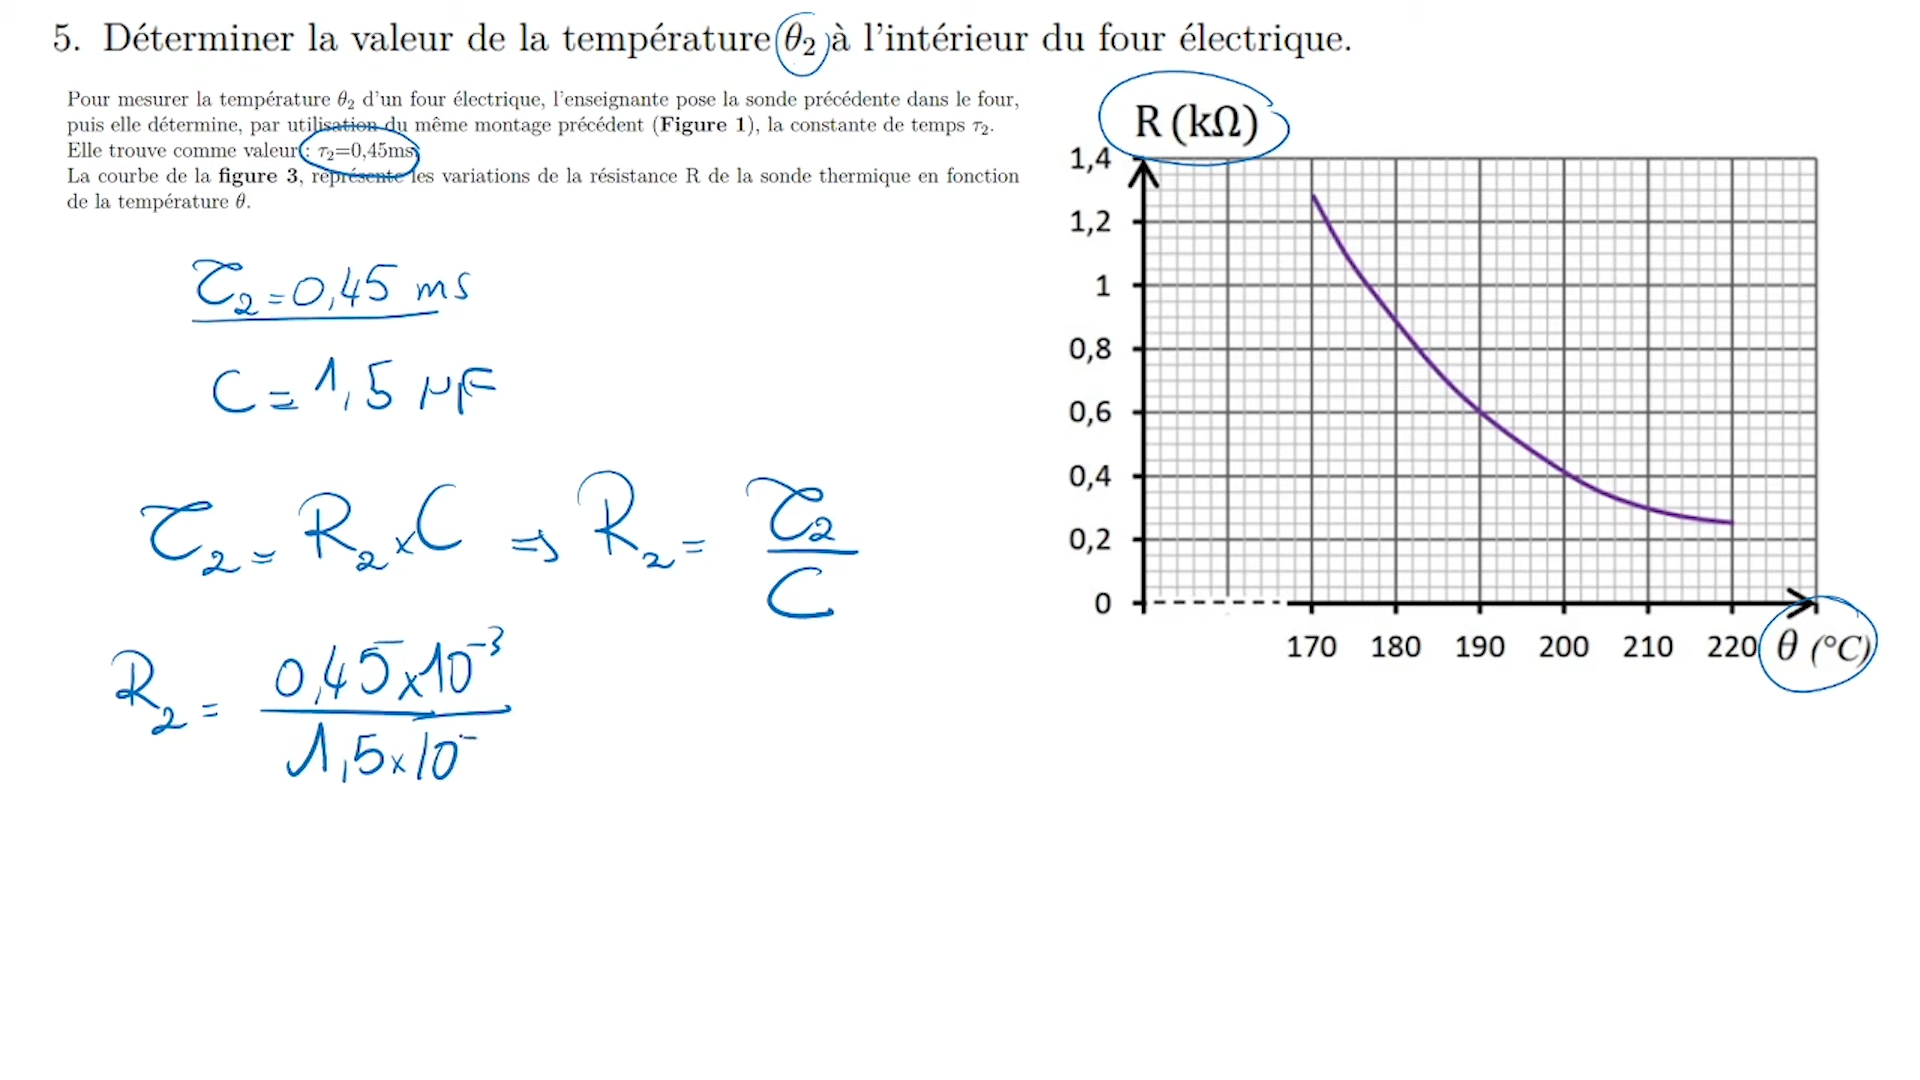 5. Déterminer la valeur de la température θ₂ à l'intérieur du four électrique.
Pour mesurer la température θ₂ d'un four électrique, l'enseignante pose la sonde précédente dans le four,
puis elle détermine, par utilisation du même montage précédent (Figure 1), la constante de temps τ₂.
Elle trouve comme valeur : τ₂=0,45ms
La courbe de la figure 3, représente les variations de la résistance R de la sonde thermique en fonction
de la température θ.
τ₂ = 0,45 ms
C = 1,5 μF
τ₂ = R₂ × C ⇒ R₂ = τ₂ / C
R₂ = 0,45 × 10⁻³ / 1,5 × 10⁻
R (kΩ)
1,4
1,2
1
0,8
0,6
0,4
0,2
0
170 180 190 200 210 220 θ (°C)